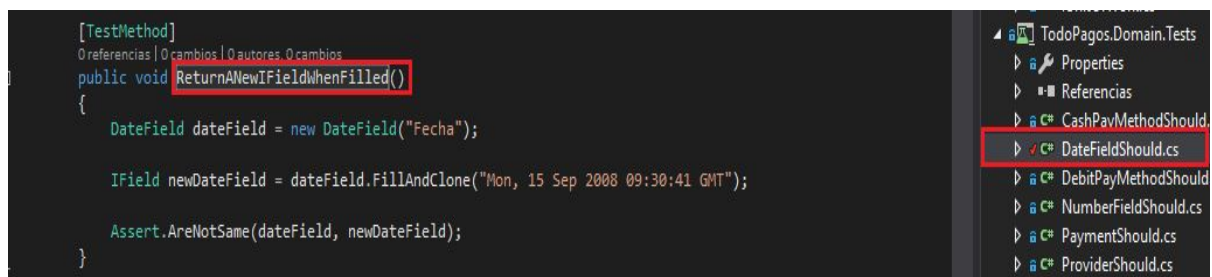 [TestMethod]
0 referencias | 0 cambios | 0 autores, 0 cambios
public void ReturnANewIFieldWhenFilled()
{
DateField dateField = new DateField("Fecha");
IField newDateField = dateField.FillAndClone("Mon, 15 Sep 2008 09:30:41 GMT");
Assert.AreNotSame(dateField, newDateField);
}
TodoPagos.Domain.Tests
Properties
Referencias
C# CashPayMethodShould.
C# DateFieldShould.cs
C# DebitPayMethodShould
C# NumberFieldShould.cs
C# PaymentShould.cs
C# ProviderShould.cs